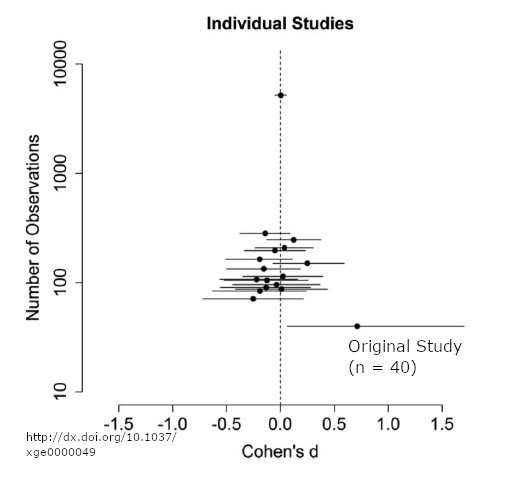 Individual Studies
Number of Observations
10000
1000
100
10
Original Study
(n = 40)
-1.5 -1.0 -0.5 0.0 0.5 1.0 1.5
Cohen's d
http://dx.doi.org/10.1037/
xge0000049